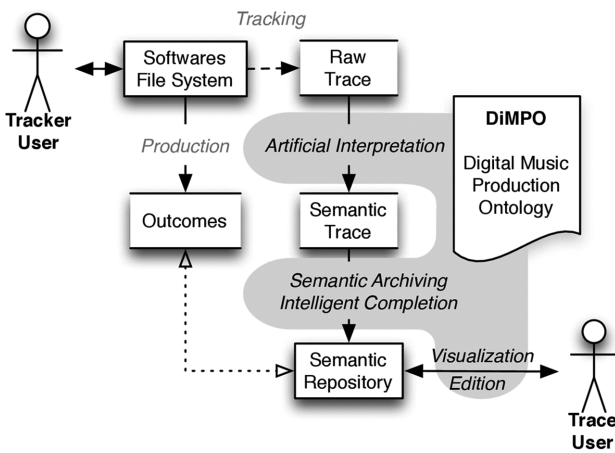 Tracking
Softwares
File System
Raw
Trace
Tracker
User
Production
Artificial Interpretation
DiMPO
Digital Music
Production
Ontology
Outcomes
Semantic
Trace
Semantic Archiving
Intelligent Completion
Semantic
Repository
Visualization
Edition
Trace
User